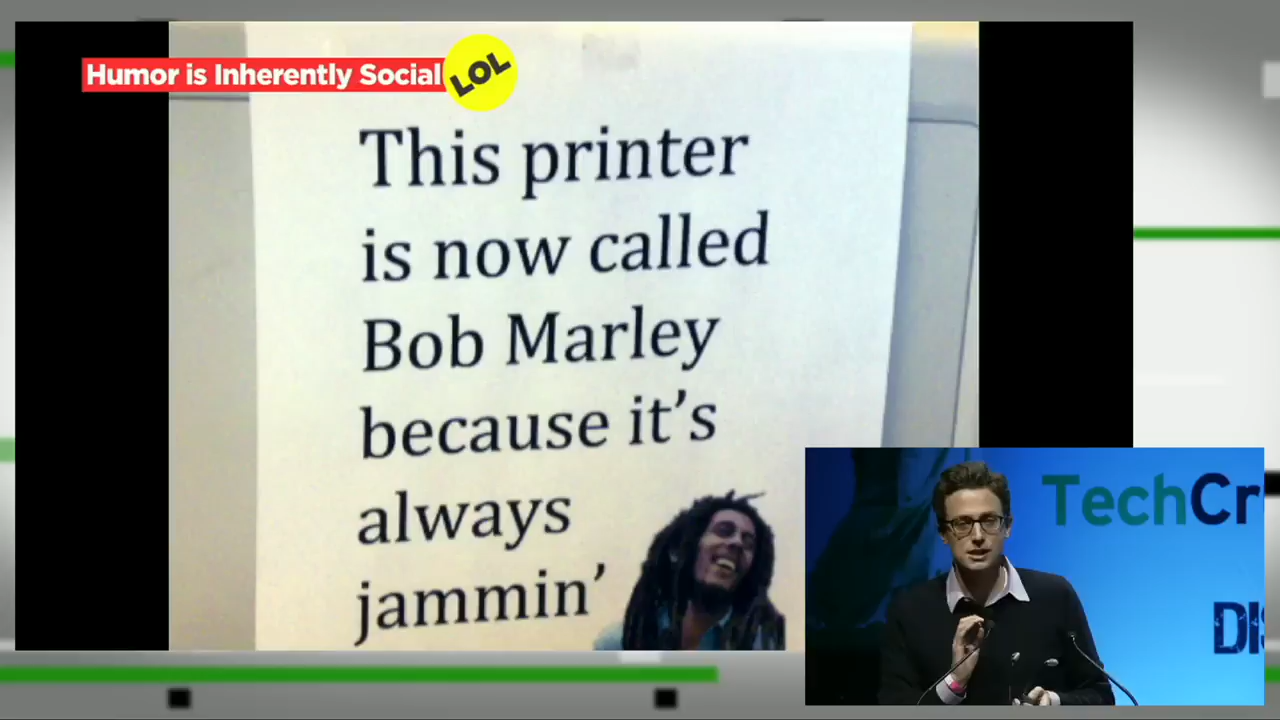 Humor is Inherently Social
LOL
This printer
is now called
Bob Marley
because it's
always
jammin'
TechCr
DIS